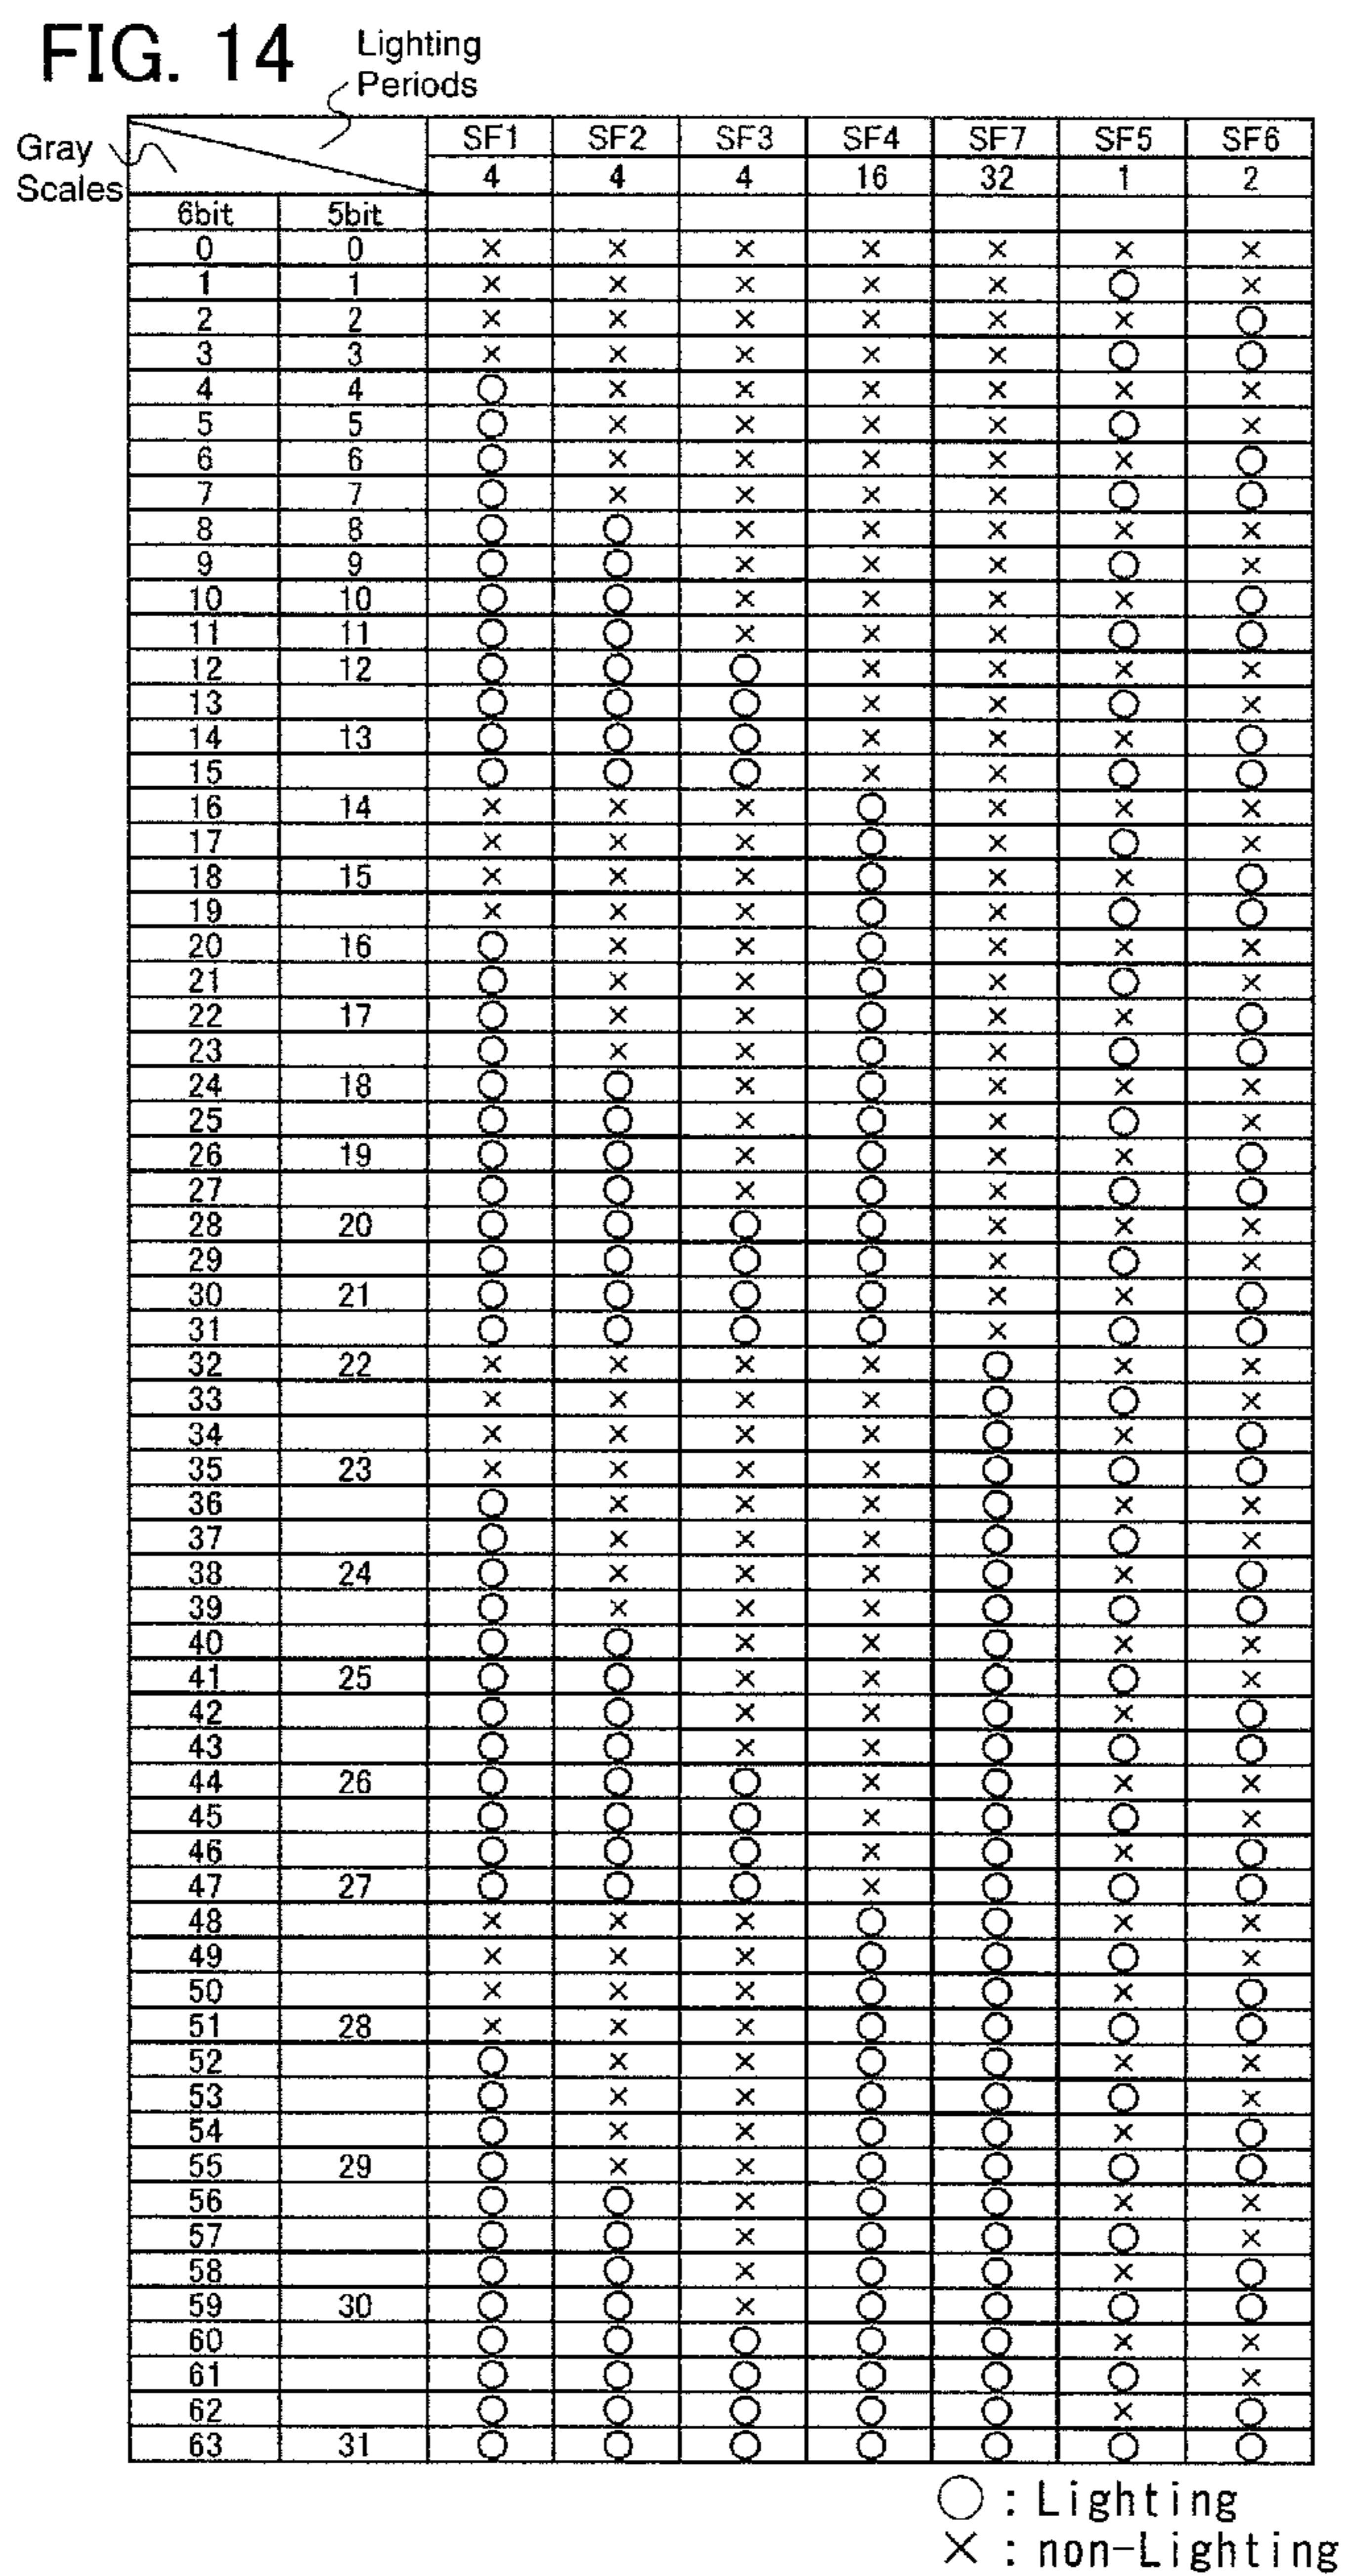 FIG. 14
Lighting
Periods
Gray
Scales
SF1 SF2 SF3 SF4 SF7 SF5 SF6
4 4 4 16 32 1 2
6bit 5bit
0 0 × × × × × × ×
1 1 × × × × × ○ ×
2 2 × × × × × × ○
3 3 × × × × × ○ ○
4 4 ○ × × × × × ×
5 5 ○ × × × × ○ ×
6 6 ○ × × × × × ○
7 7 ○ × × × × ○ ○
8 8 ○ ○ × × × × ×
9 9 ○ ○ × × × ○ ×
10 10 ○ ○ × × × × ○
11 11 ○ ○ × × × ○ ○
12 12 ○ ○ ○ × × × ×
13 ○ ○ ○ × × ○ ×
14 13 ○ ○ ○ × × × ○
15 ○ ○ ○ × × ○ ○
16 14 × × × ○ × × ×
17 × × × ○ × ○ ×
18 15 × × × ○ × × ○
19 × × × ○ × ○ ○
20 16 ○ × × ○ × × ×
21 ○ × × ○ × ○ ×
22 17 ○ × × ○ × × ○
23 ○ × × ○ × ○ ○
24 18 ○ ○ × ○ × × ×
25 ○ ○ × ○ × ○ ×
26 19 ○ ○ × ○ × × ○
27 ○ ○ × ○ × ○ ○
28 20 ○ ○ ○ ○ × × ×
29 ○ ○ ○ ○ × ○ ×
30 21 ○ ○ ○ ○ × × ○
31 ○ ○ ○ ○ × ○ ○
32 22 × × × × ○ × ×
33 × × × × ○ ○ ×
34 × × × × ○ × ○
35 23 × × × × ○ ○ ○
36 ○ × × × ○ × ×
37 ○ × × × ○ ○ ×
38 24 ○ × × × ○ × ○
39 ○ × × × ○ ○ ○
40 ○ ○ × × ○ × ×
41 25 ○ ○ × × ○ ○ ×
42 ○ ○ × × ○ × ○
43 ○ ○ × × ○ ○ ○
44 26 ○ ○ ○ × ○ × ×
45 ○ ○ ○ × ○ ○ ×
46 ○ ○ ○ × ○ × ○
47 27 ○ ○ ○ × ○ ○ ○
48 × × × ○ ○ × ×
49 × × × ○ ○ ○ ×
50 × × × ○ ○ × ○
51 28 × × × ○ ○ ○ ○
52 ○ × × ○ ○ × ×
53 ○ × × ○ ○ ○ ×
54 ○ × × ○ ○ × ○
55 29 ○ × × ○ ○ ○ ○
56 ○ ○ × ○ ○ × ×
57 ○ ○ × ○ ○ ○ ×
58 ○ ○ × ○ ○ × ○
59 30 ○ ○ × ○ ○ ○ ○
60 ○ ○ ○ ○ ○ × ×
61 ○ ○ ○ ○ ○ ○ ×
62 ○ ○ ○ ○ ○ × ○
63 31 ○ ○ ○ ○ ○ ○ ○
○ : Lighting
× : non-Lighting